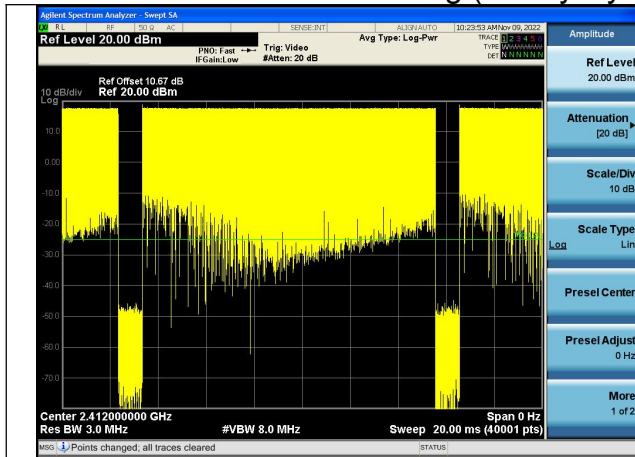 Agilent Spectrum Analyzer - Swept SA
RL RF 50 Ω AC SENSE:INT ALIGNAUTO 10:23:53 AM Nov 09, 2022
Ref Level 20.00 dBm
Avg Type: Log-Pwr
TRACE 1 2 3 4 5 6
TYPE
DET N N N N N N
PNO: Fast
IFGain:Low
Trig: Video
#Atten: 20 dB
Ref Offset 10.67 dB
10 dB/div Ref 20.00 dBm
Log
10.0
0.00
-10.0
-20.0
-30.0
-40.0
-50.0
-60.0
-70.0
Center 2.412000000 GHz Span 0 Hz
Res BW 3.0 MHz #VBW 8.0 MHz Sweep 20.00 ms (40001 pts)
MSG Points changed; all traces cleared STATUS
Amplitude
Ref Level
20.00 dBm
Attenuation
[20 dB]
Scale/Div
10 dB
Scale Type
Log Lin
Presel Center
Presel Adjust
0 Hz
More
1 of 2